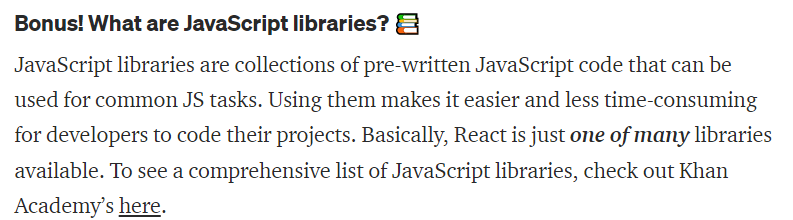 Bonus! What are JavaScript libraries? 📚
JavaScript libraries are collections of pre-written JavaScript code that can be
used for common JS tasks. Using them makes it easier and less time-consuming
for developers to code their projects. Basically, React is just one of many libraries
available. To see a comprehensive list of JavaScript libraries, check out Khan
Academy’s here.